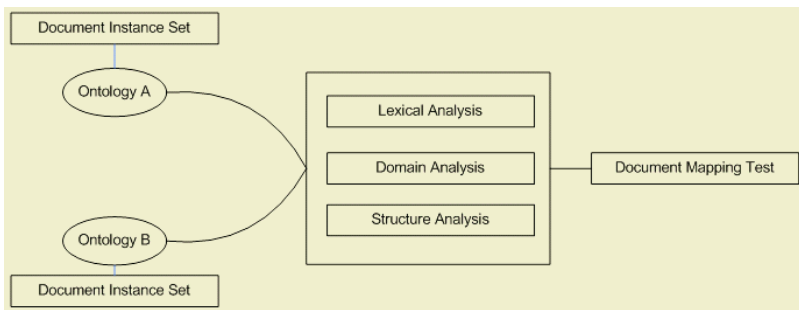 Document Instance Set
Ontology A
Lexical Analysis
Domain Analysis
Document Mapping Test
Structure Analysis
Ontology B
Document Instance Set